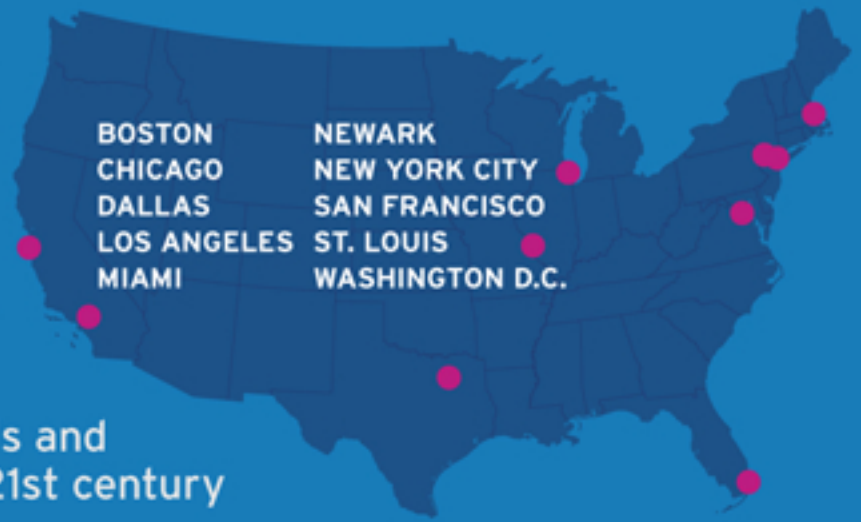 BOSTON
CHICAGO
DALLAS
LOS ANGELES
MIAMI
NEWARK
NEW YORK CITY
SAN FRANCISCO
ST. LOUIS
WASHINGTON D.C.
s and
21st century